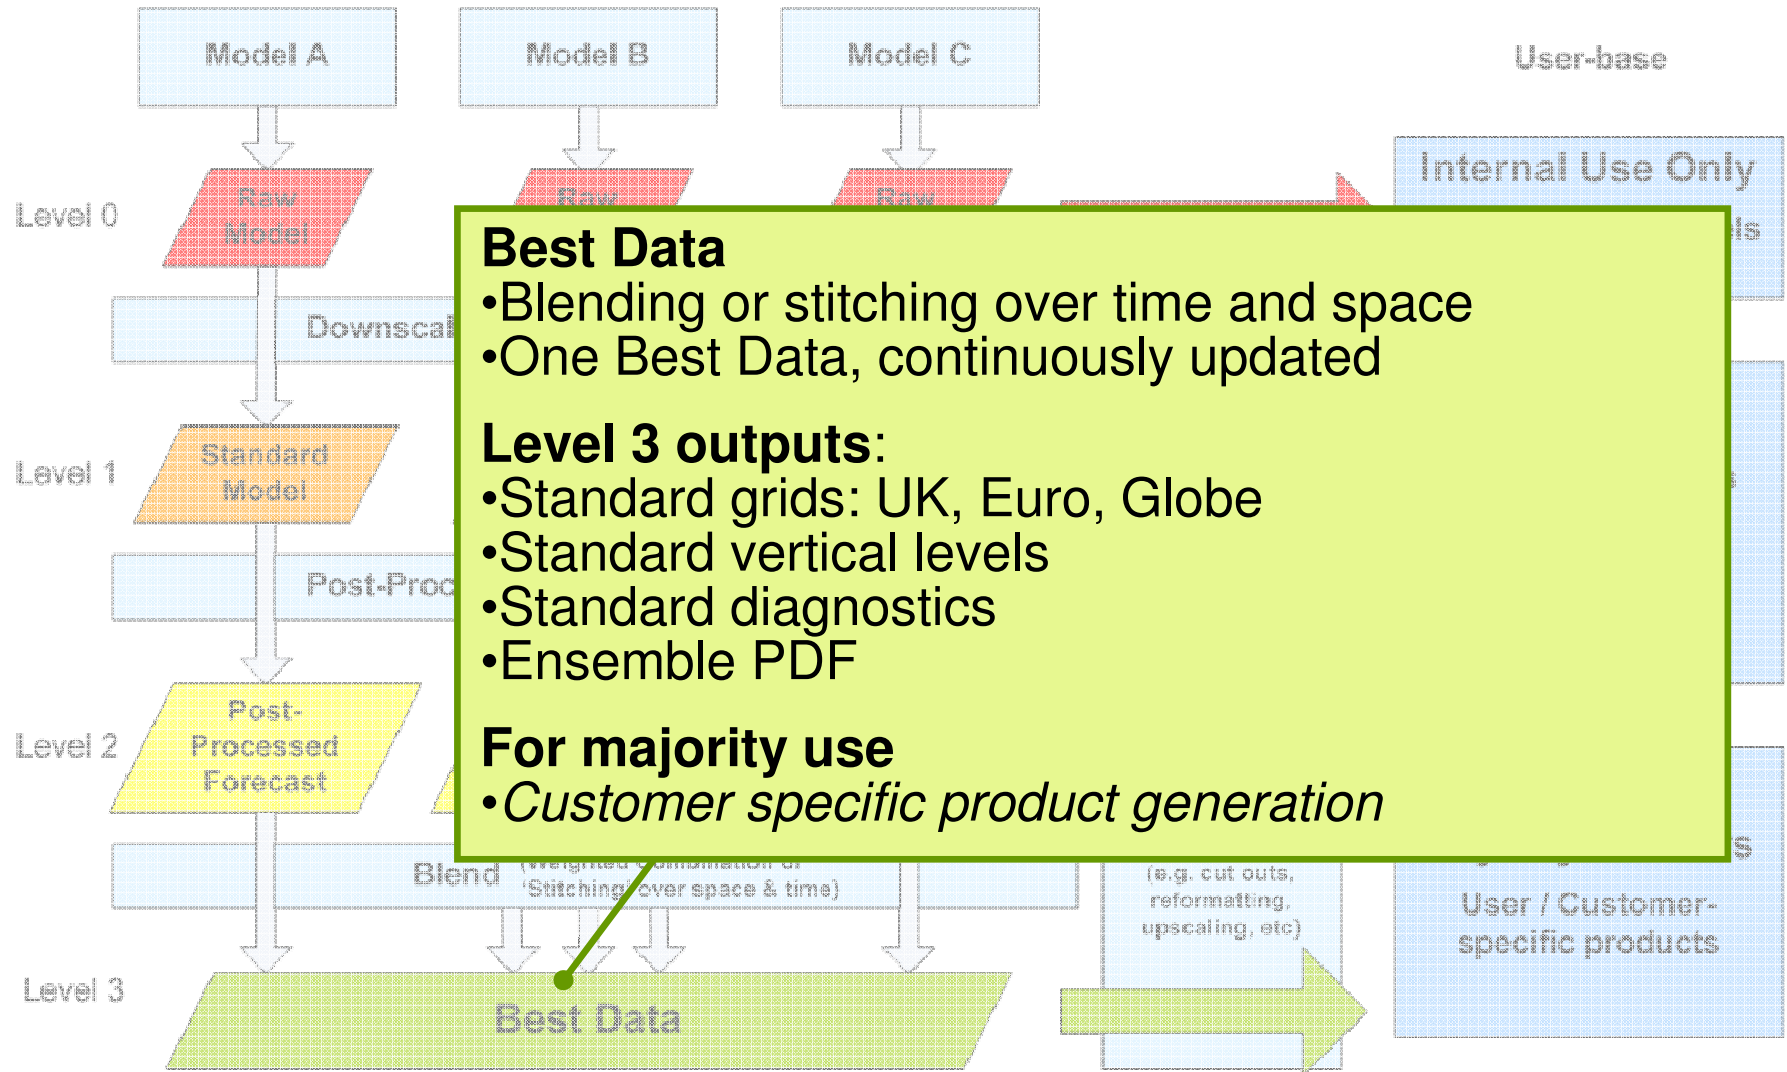 Model A
Model B
Model C
User-base
Internal Use Only
Level 0
Raw
Model
Raw
Raw
Best Data
•Blending or stitching over time and space
•One Best Data, continuously updated
Level 3 outputs:
•Standard grids: UK, Euro, Globe
•Standard vertical levels
•Standard diagnostics
•Ensemble PDF
For majority use
•Customer specific product generation
Level 1
Standard
Model
Level 2
Post-
Processed
Forecast
Blend
'Stitching' over space & time)
(e.g. cut outs,
reformatting,
upscaling, etc)
User / Customer-
specific products
Level 3
Best Data